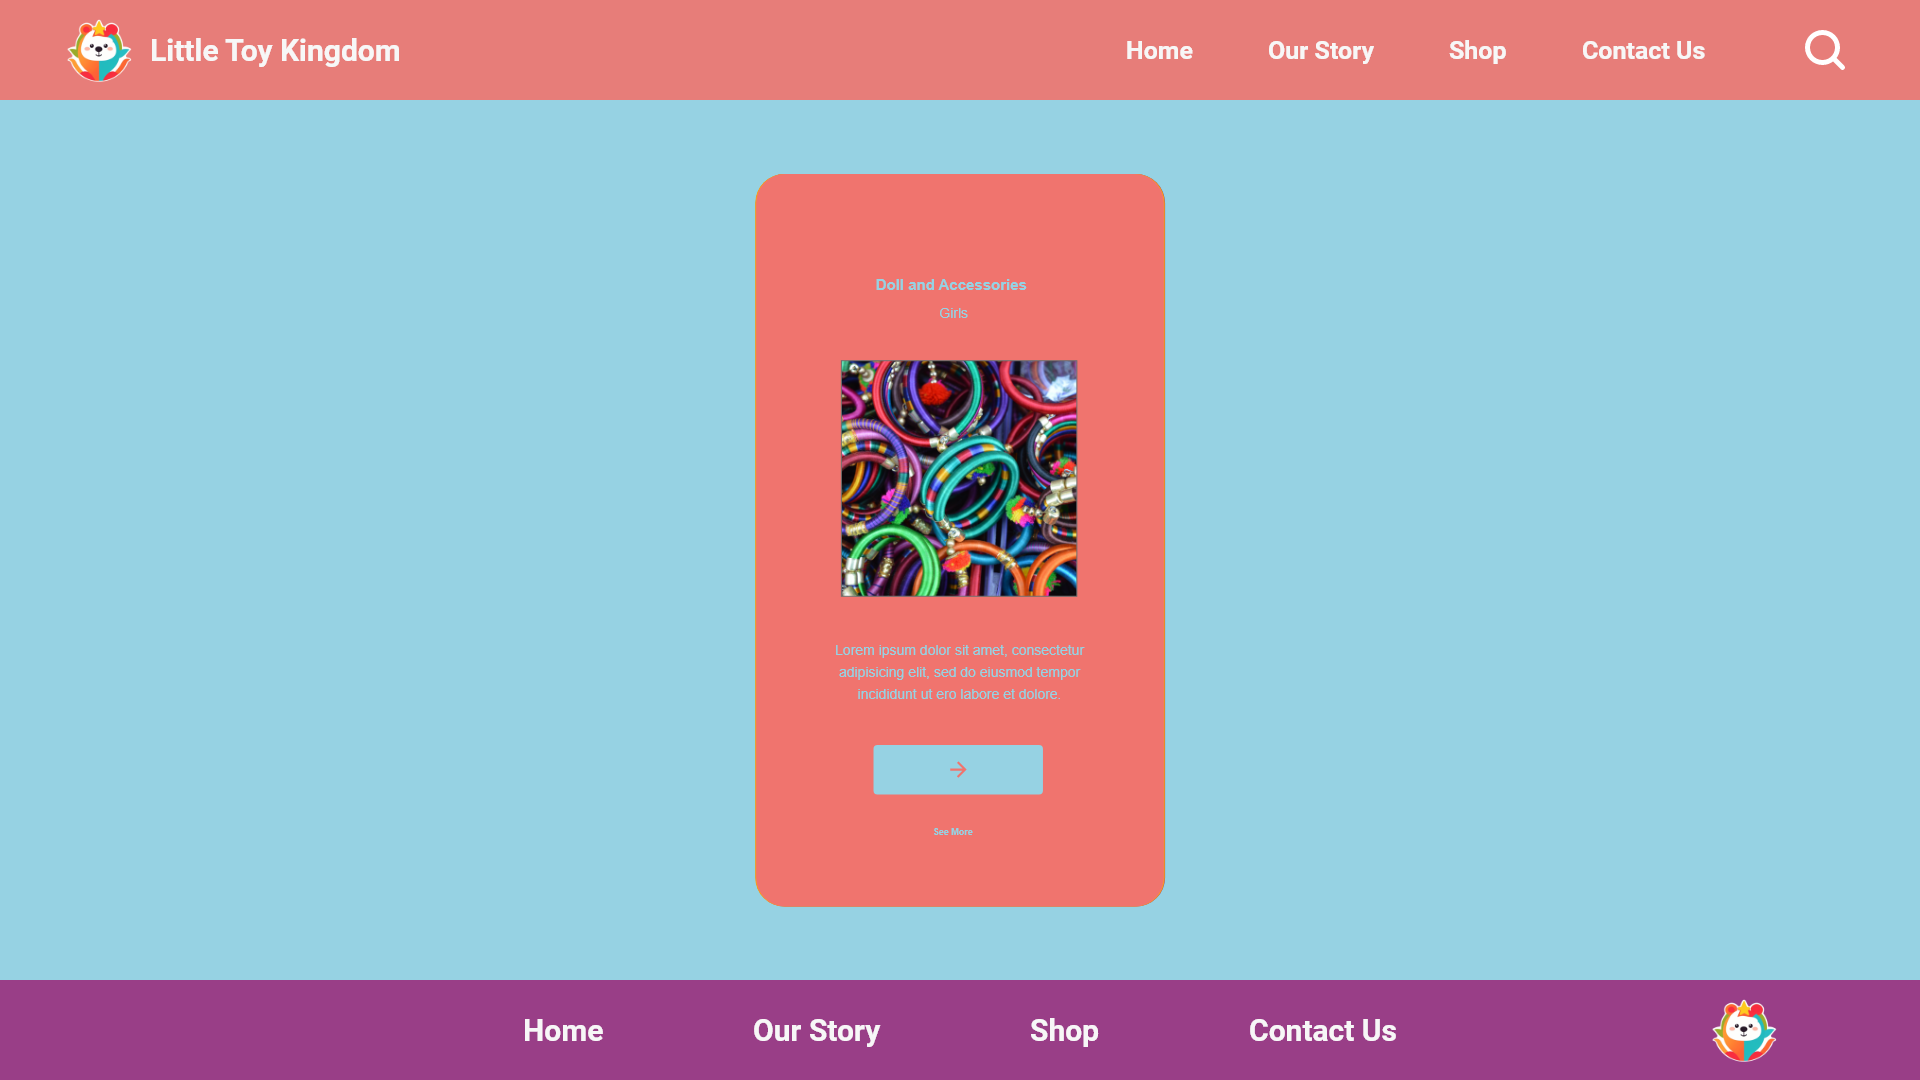 Little Toy Kingdom
Home
Our Story
Shop
Contact Us
Doll and Accessories
Girls
Lorem ipsum dolor sit amet, consectetur
adipisicing elit, sed do eiusmod tempor
incididunt ut ero labore et dolore.
See More
Home
Our Story
Shop
Contact Us